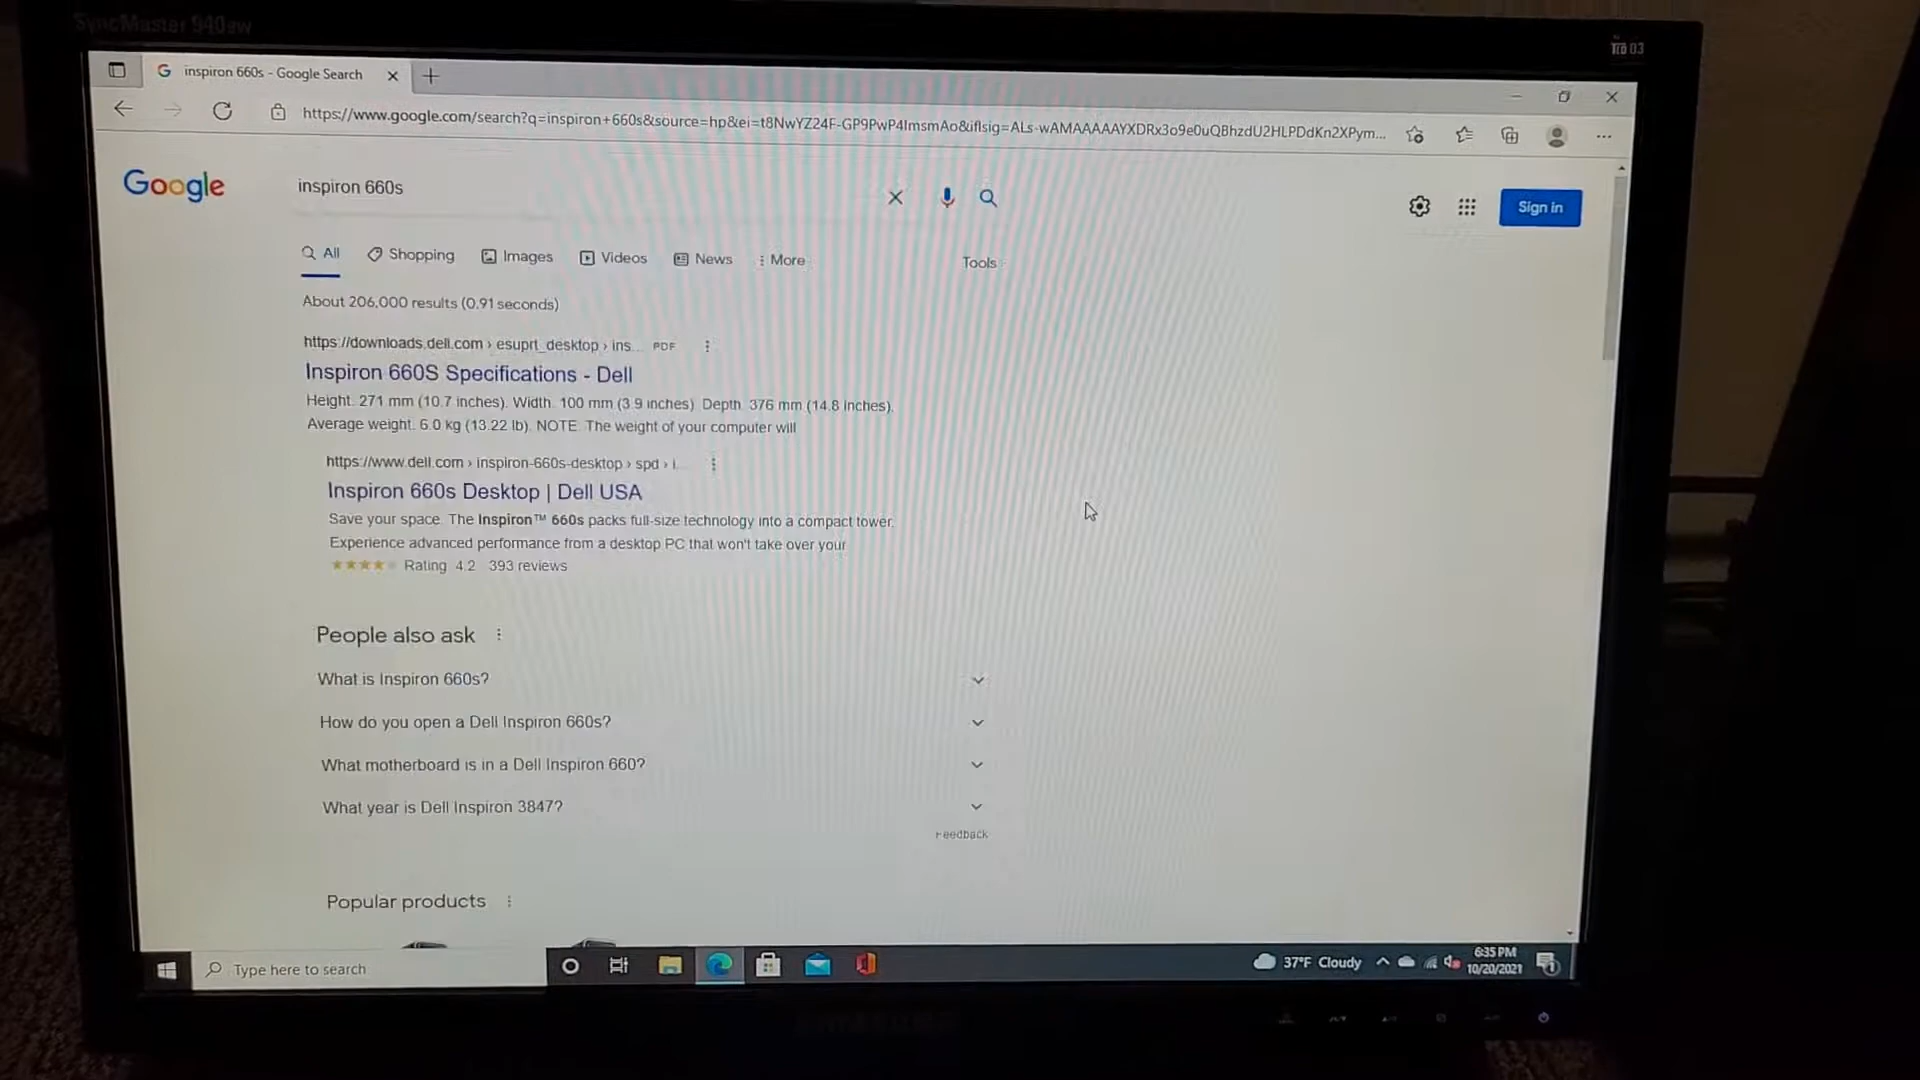 SyncMaster 940bw
inspiron 660s - Google Search
https://www.google.com/search?q=inspiron+660s&source=hp&ei=t8NwYZ24F-GP9PwP4ImsmAo&iflsig=ALs-wAMAAAAAYXDRx3o9e0uQBhzdU2HLPDdKn2XPym...
Google
inspiron 660s
Sign in
All Shopping Images Videos News More Tools
About 206,000 results (0.91 seconds)
https://downloads.dell.com › esuprt_desktop › ins... PDF
Inspiron 660S Specifications - Dell
Height. 271 mm (10.7 inches). Width. 100 mm (3.9 inches). Depth. 376 mm (14.8 inches).
Average weight. 6.0 kg (13.22 lb). NOTE. The weight of your computer will
https://www.dell.com › inspiron-660s-desktop › spd › i...
Inspiron 660s Desktop | Dell USA
Save your space. The Inspiron™ 660s packs full-size technology into a compact tower.
Experience advanced performance from a desktop PC that won't take over your
Rating 4.2 393 reviews
People also ask
What is Inspiron 660s?
How do you open a Dell Inspiron 660s?
What motherboard is in a Dell Inspiron 660?
What year is Dell Inspiron 3847?
Feedback
Popular products
Type here to search
37°F Cloudy
6:35 PM
10/20/2021
1